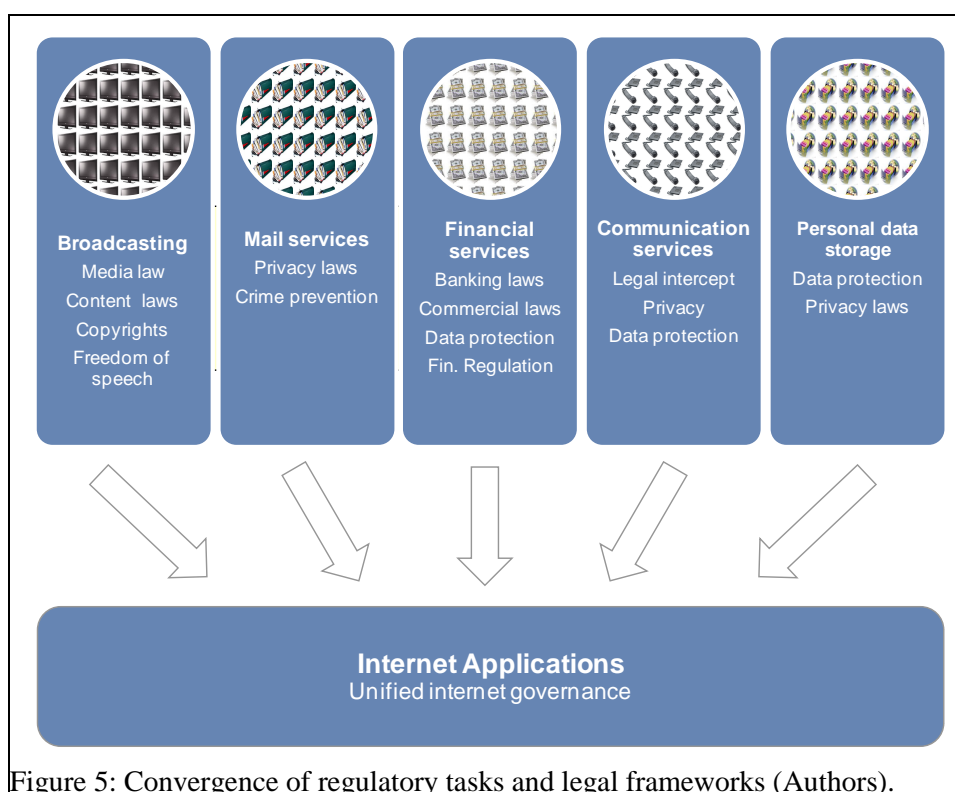 Broadcasting
Media law
Content laws
Copyrights
Freedom of
speech
Mail services
Privacy laws
Crime prevention
Financial
services
Banking laws
Commercial laws
Data protection
Fin. Regulation
Communication
services
Legal intercept
Privacy
Data protection
Personal data
storage
Data protection
Privacy laws
Internet Applications
Unified internet governance
Figure 5: Convergence of regulatory tasks and legal frameworks (Authors).